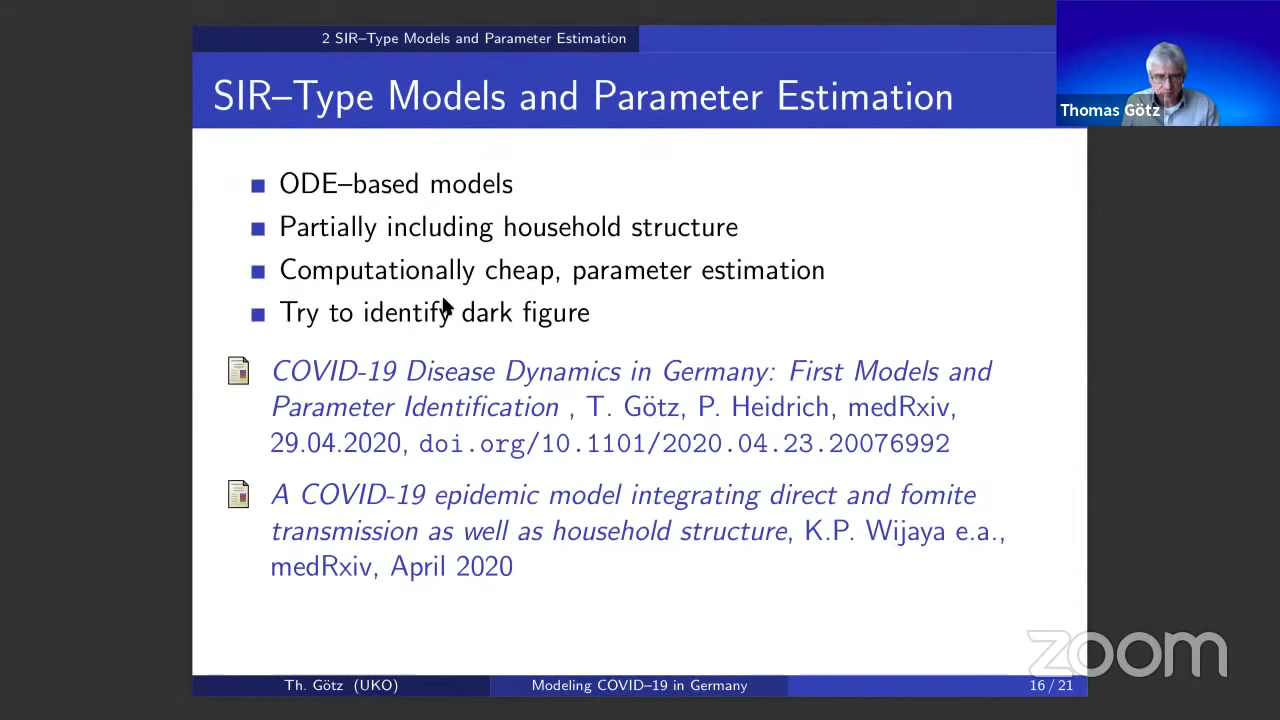 2 SIR–Type Models and Parameter Estimation
SIR–Type Models and Parameter Estimation
Thomas Götz
ODE–based models
Partially including household structure
Computationally cheap, parameter estimation
Try to identify dark figure
COVID-19 Disease Dynamics in Germany: First Models and
Parameter Identification , T. Götz, P. Heidrich, medRxiv,
29.04.2020, doi.org/10.1101/2020.04.23.20076992
A COVID-19 epidemic model integrating direct and fomite
transmission as well as household structure, K.P. Wijaya e.a.,
medRxiv, April 2020
zoom
Th. Götz (UKO) Modeling COVID–19 in Germany 16 / 21